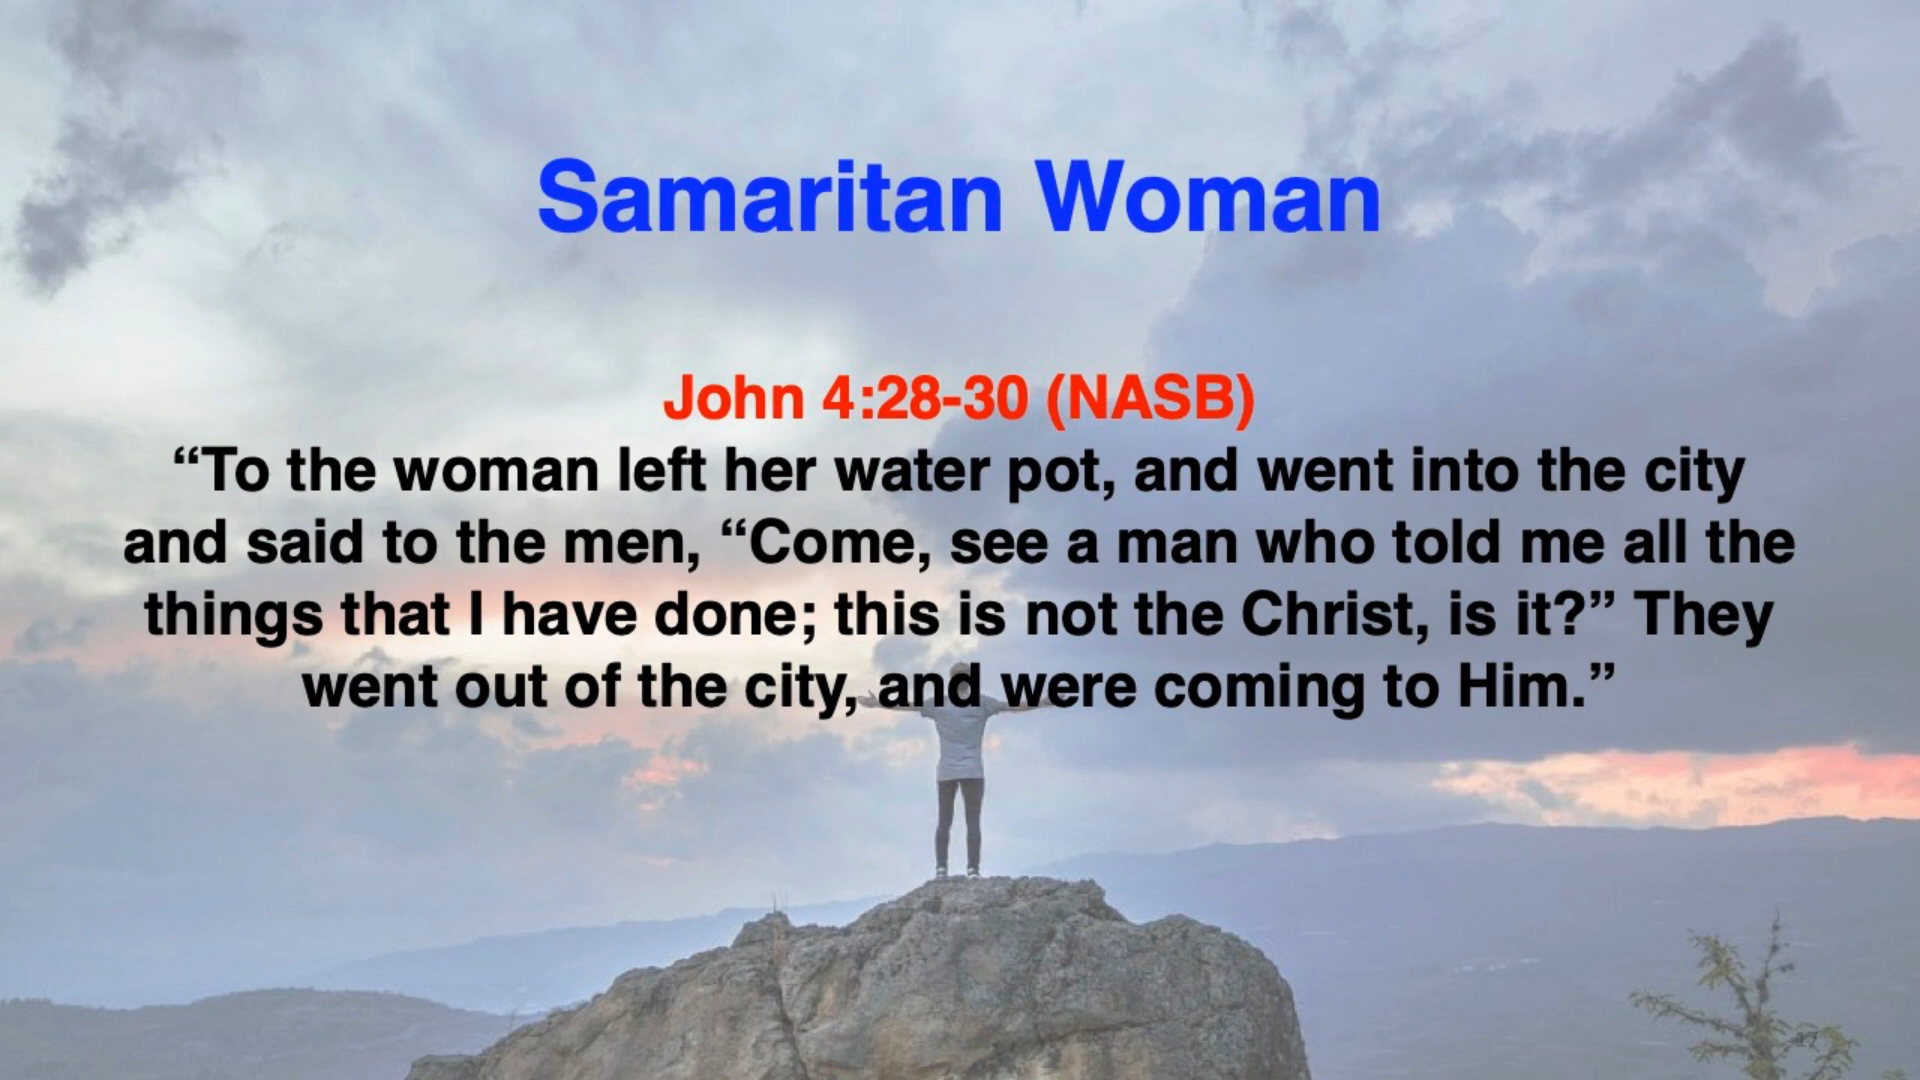 Samaritan Woman
John 4:28-30 (NASB)
“To the woman left her water pot, and went into the city
and said to the men, “Come, see a man who told me all the
things that I have done; this is not the Christ, is it?” They
went out of the city, and were coming to Him.”